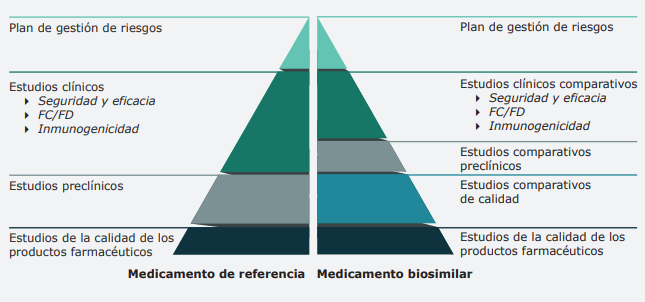 Plan de gestión de riesgos
Estudios clínicos
Seguridad y eficacia
FC/FD
Inmunogenicidad
Estudios preclínicos
Estudios de la calidad de los
productos farmacéuticos
Medicamento de referencia
Plan de gestión de riesgos
Estudios clínicos comparativos
Seguridad y eficacia
FC/FD
Inmunogenicidad
Estudios comparativos
preclínicos
Estudios comparativos
de calidad
Estudios de la calidad de los
productos farmacéuticos
Medicamento biosimilar